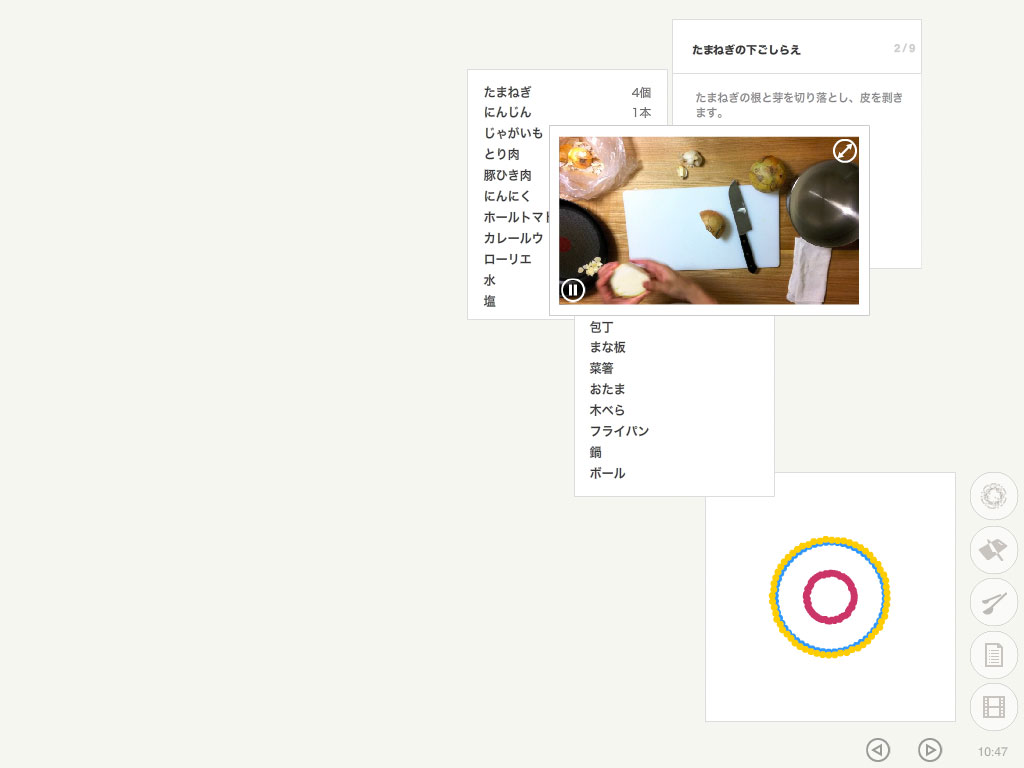 たまねぎの下ごしらえ 2/9
たまねぎの根と芽を切り落とし、皮を剥き
ます。
たまねぎ 4個
にんじん 1本
じゃがいも
とり肉
豚ひき肉
にんにく
ホールトマト
カレールウ
ローリエ
水
塩
包丁
まな板
菜箸
おたま
木べら
フライパン
鍋
ボール
10:47